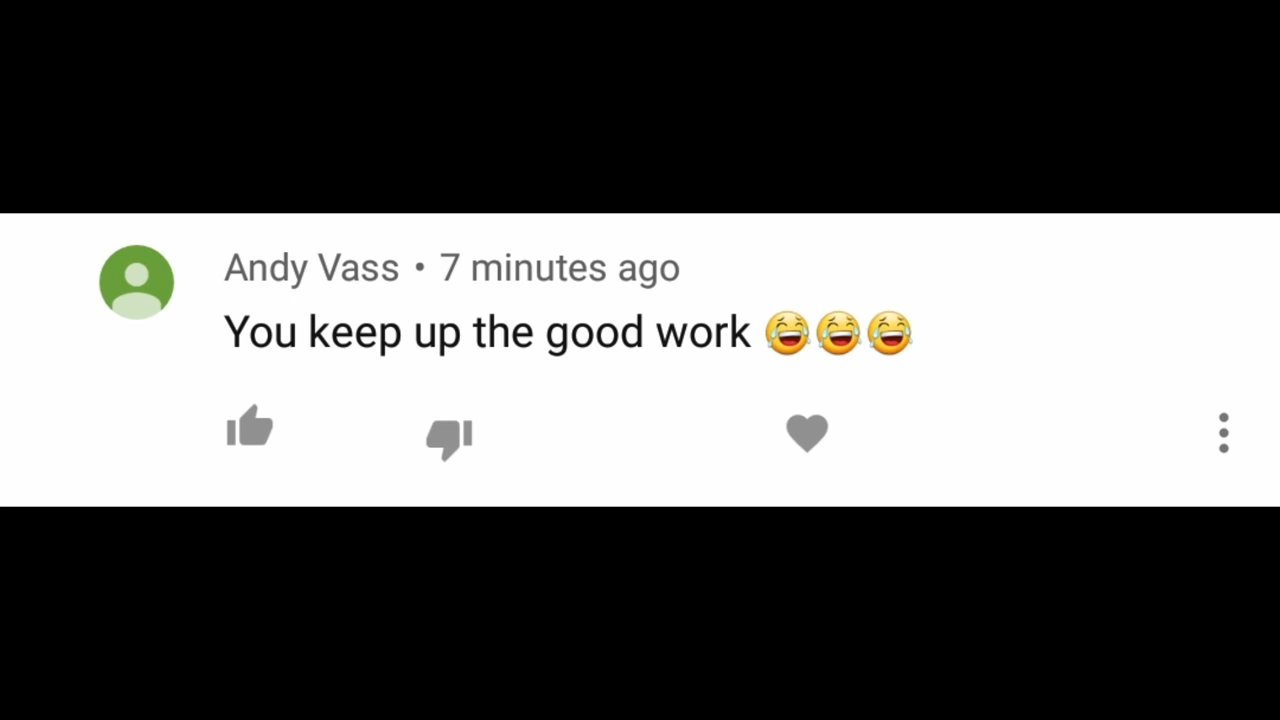 Andy Vass • 7 minutes ago
You keep up the good work 😂😂😂